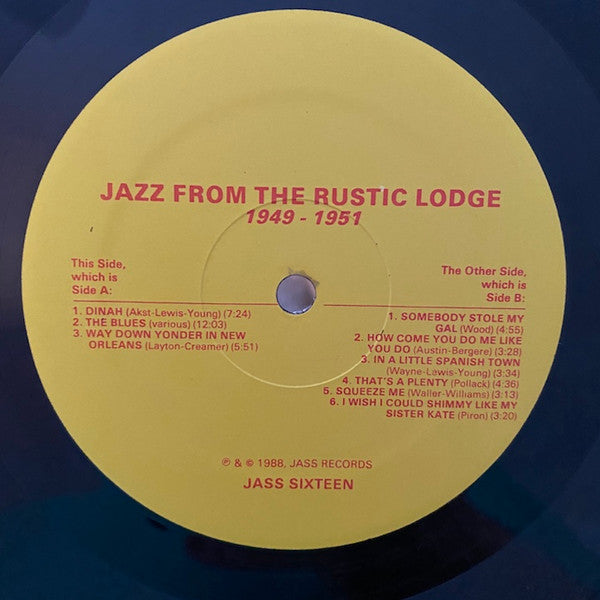 JAZZ FROM THE RUSTIC LODGE
1949 - 1951
This Side,
which is
Side A:
1. DINAH (Akst-Lewis-Young) (7:24)
2. THE BLUES (various) (12:03)
3. WAY DOWN YONDER IN NEW
ORLEANS (Layton-Creamer) (5:51)
The Other Side,
which is
Side B:
1. SOMEBODY STOLE MY
GAL (Wood) (4:55)
2. HOW COME YOU DO ME LIKE
YOU DO (Austin-Bergere) (3:28)
3. IN A LITTLE SPANISH TOWN
(Wayne-Lewis-Young) (3:34)
4. THAT'S A PLENTY (Pollack) (4:36)
5. SQUEEZE ME (Waller-Williams) (3:13)
6. I WISH I COULD SHIMMY LIKE MY
SISTER KATE (Piron) (3:20)
℗ & © 1988, JASS RECORDS
JASS SIXTEEN